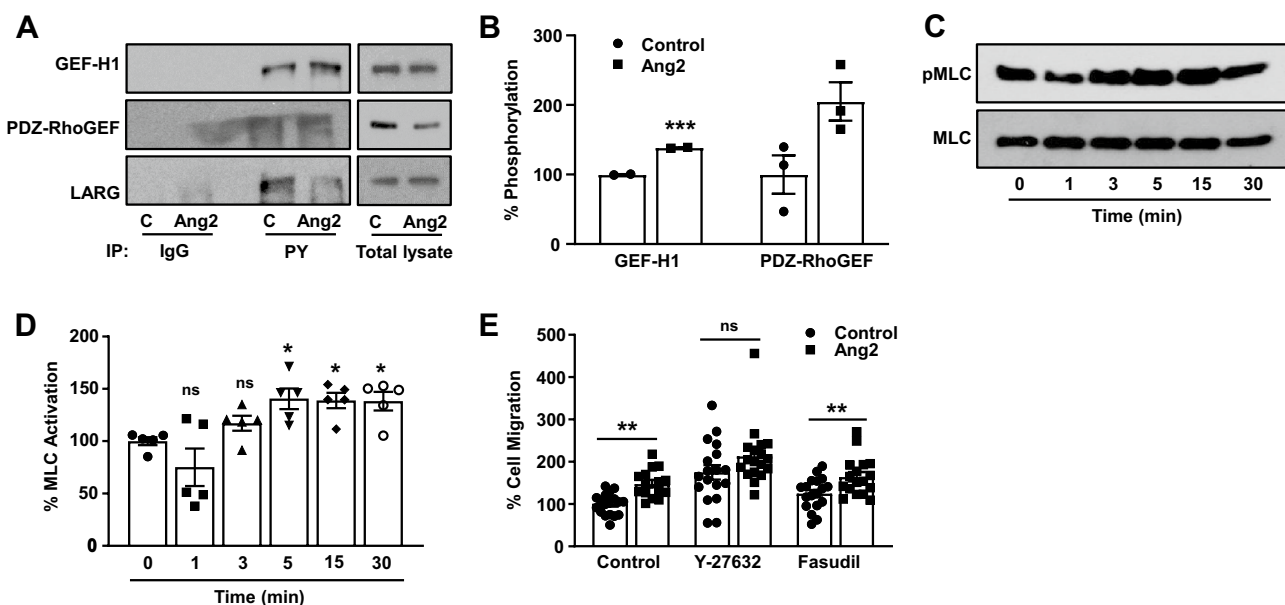 A
GEF-H1
PDZ-RhoGEF
LARG
C Ang2 C Ang2 C Ang2
IP: IgG PY Total lysate
B
% Phosphorylation
300
200
100
0
Control
Ang2
***
GEF-H1 PDZ-RhoGEF
C
pMLC
MLC
0 1 3 5 15 30
Time (min)
D
% MLC Activation
200
150
100
50
0
ns ns * * *
0 1 3 5 15 30
Time (min)
E
% Cell Migration
500
400
300
200
100
0
Control
Ang2
** ns **
Control Y-27632 Fasudil